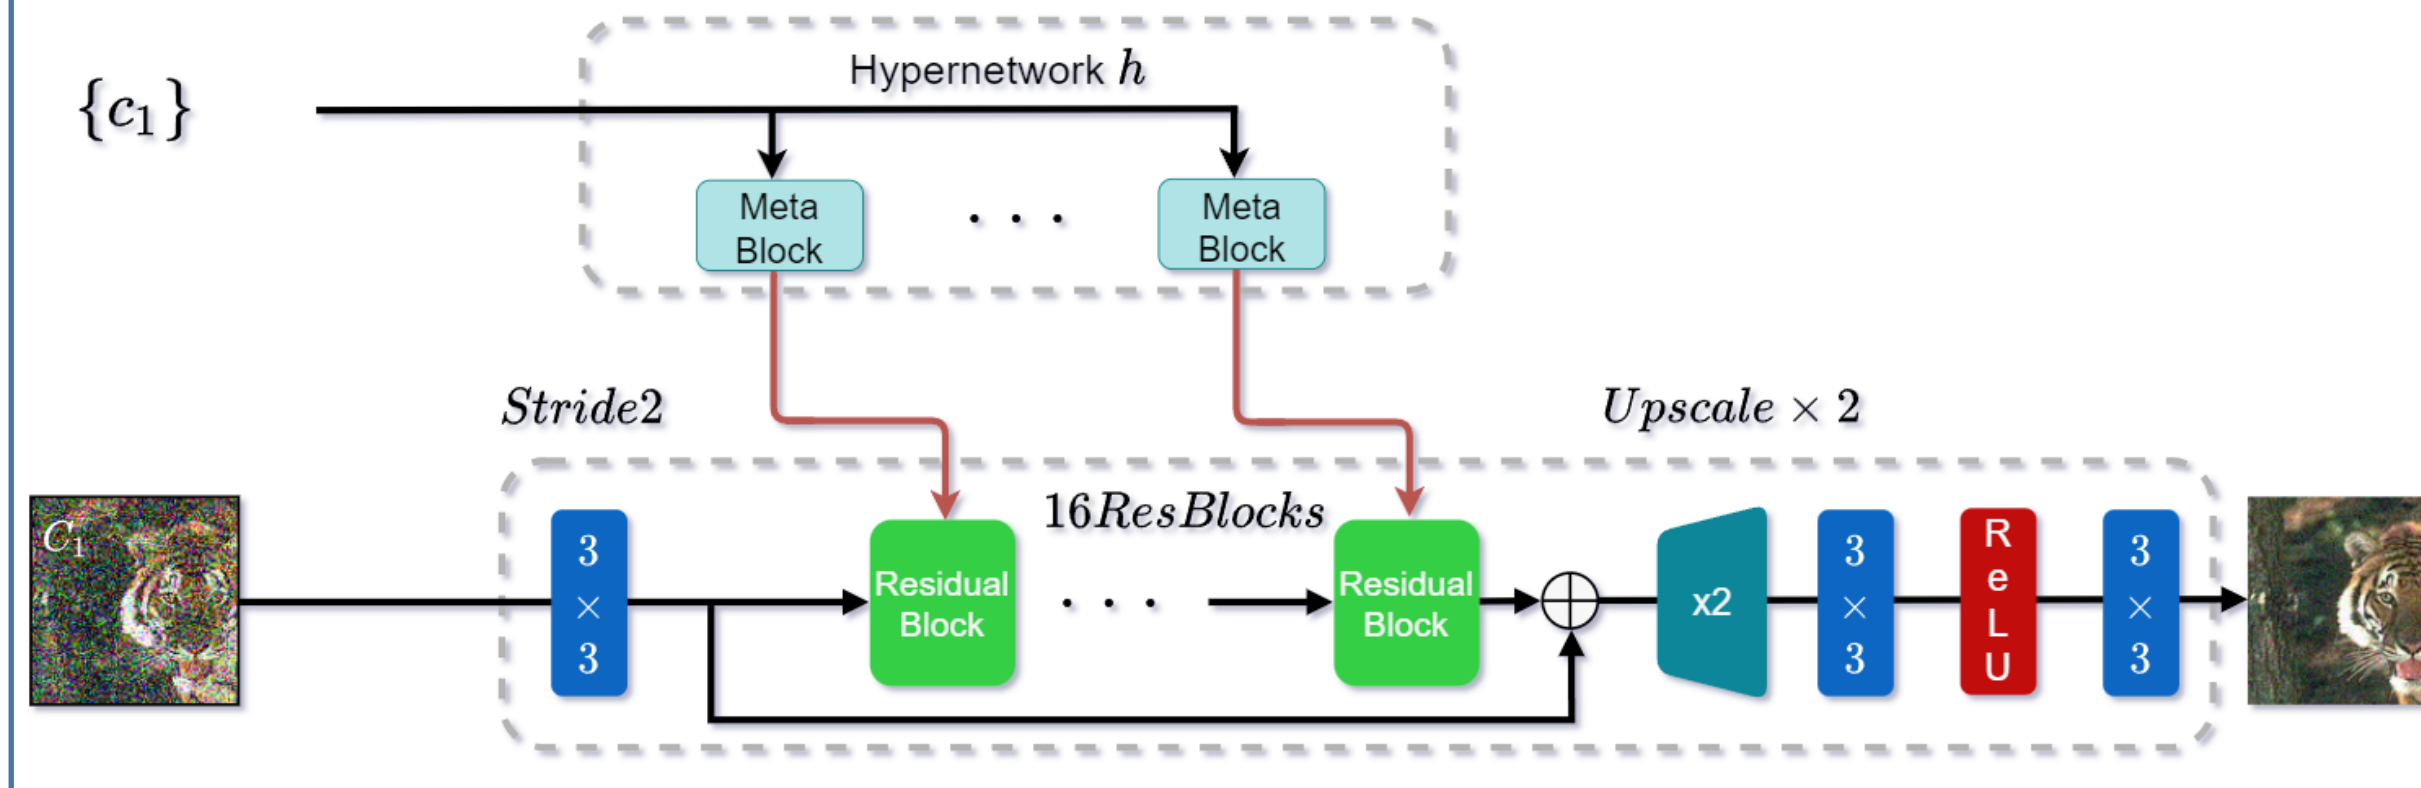 Hypernetwork h
{c₁}
Meta
Block
. . .
Meta
Block
Stride2
Upscale × 2
16ResBlocks
C₁
3
×
3
Residual
Block
. . .
Residual
Block
x2
3
×
3
R
e
L
U
3
×
3